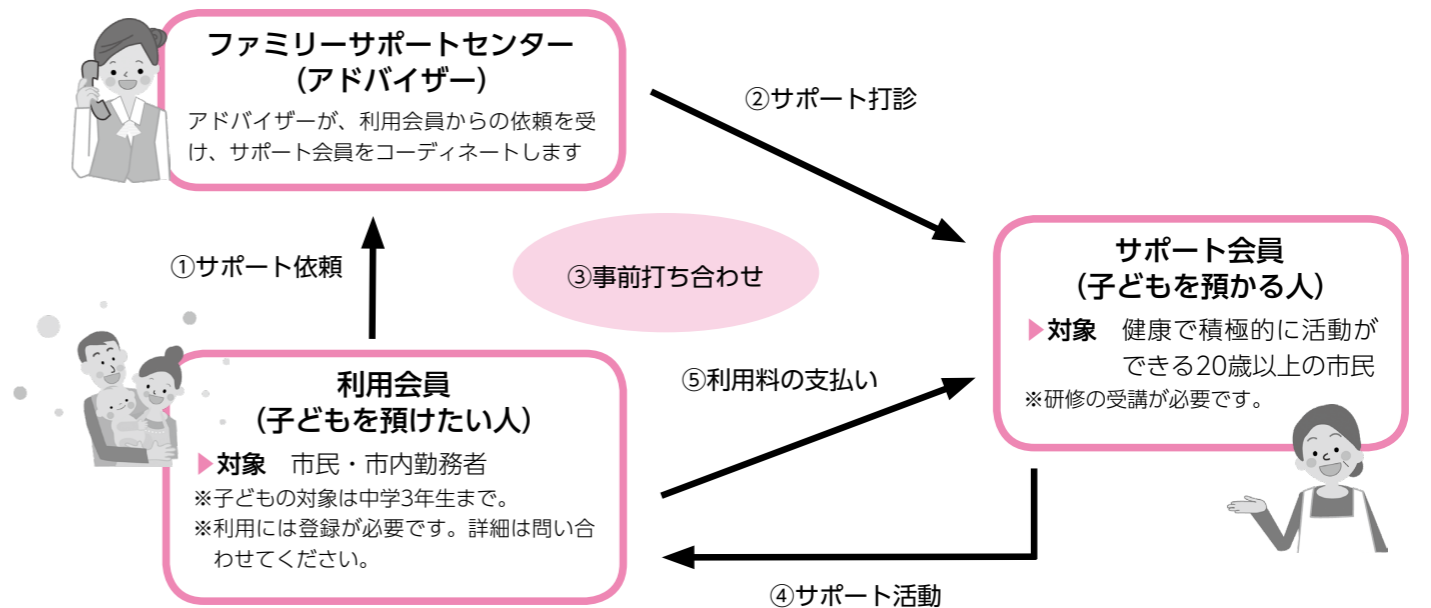 ファミリーサポートセンター
(アドバイザー)
アドバイザーが、利用会員からの依頼を受
け、サポート会員をコーディネートします
②サポート打診
①サポート依頼
③事前打ち合わせ
サポート会員
(子どもを預かる人)
▶対象　健康で積極的に活動が
できる20歳以上の市民
※研修の受講が必要です。
⑤利用料の支払い
利用会員
(子どもを預けたい人)
▶対象　市民・市内勤務者
※子どもの対象は中学3年生まで。
※利用には登録が必要です。詳細は問い合
わせてください。
④サポート活動